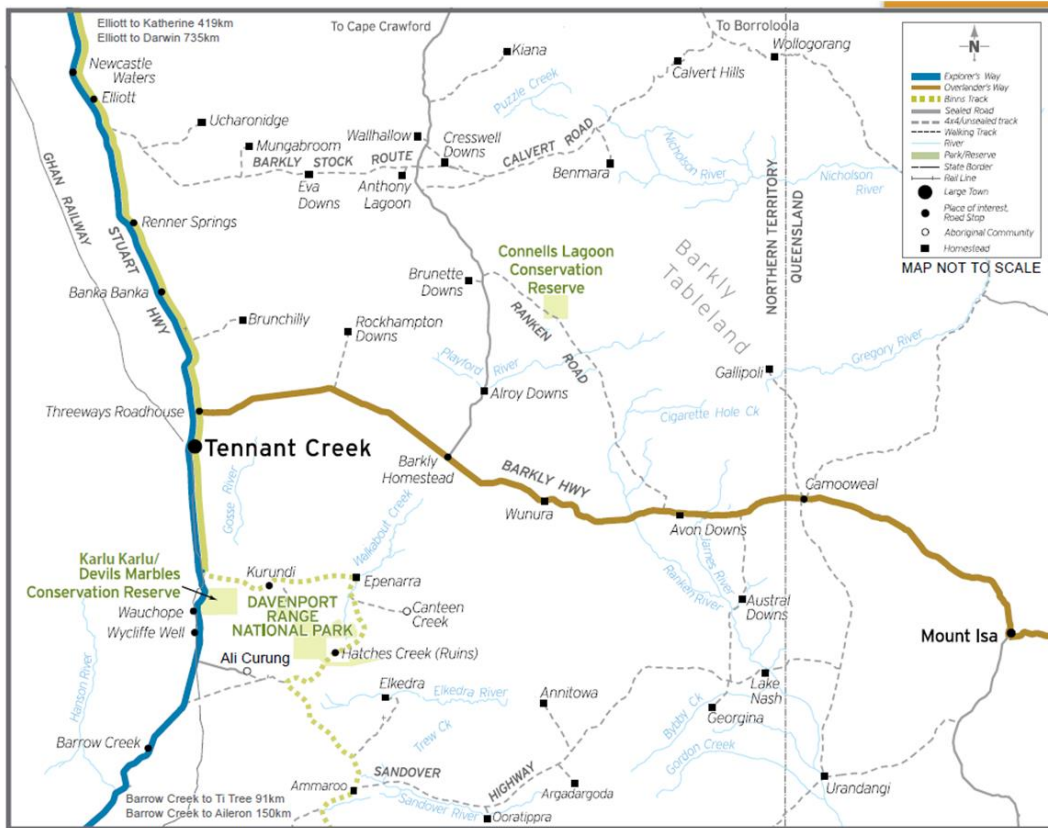 Elliott to Katherine 419km
Elliott to Darwin 735km
To Cape Crawford
To Borroloola
Kiana
Wollogorang
Calvert Hills
Newcastle
Waters
Elliott
Puzzle Creek
Ucharonidge
Wallhallow
Cresswell
Downs
CALVERT ROAD
Mungabroom
BARKLY STOCK ROUTE
Eva
Downs
Anthony
Lagoon
Benmara
Nicholson
River
Nicholson
River
GHAN RAILWAY
Renner Springs
STUART HWY
NORTHERN TERRITORY
QUEENSLAND
Connells Lagoon
Conservation
Reserve
Barkly
Tableland
Brunette
Downs
RANKEN ROAD
Banka Banka
Brunchilly
Rockhampton
Downs
Playford River
Gregory River
Gallipoli
Alroy Downs
Threeways Roadhouse
Cigarette Hole Ck
Tennant Creek
Barkly
Homestead
BARKLY HWY
Wunura
Camooweal
Avon Downs
Gosse River
Walkabout Creek
James River
Ranken River
Karlu Karlu/
Devils Marbles
Conservation Reserve
Kurundi
Epenarra
DAVENPORT
RANGE
NATIONAL PARK
Canteen
Creek
Austral
Downs
Wauchope
Wycliffe Well
Hatches Creek (Ruins)
Mount Isa
Ali Curung
Hanson River
Elkedra
Elkedra River
Annitowa
Lake
Nash
Bybby Ck
Georgina
Trew Ck
Gordon Creek
Barrow Creek
SANDOVER HIGHWAY
Ammaroo
Sandover River
Argadargoda
Ooratippra
Urandangi
Barrow Creek to Ti Tree 91km
Barrow Creek to Aileron 150km
N
Explorer's Way
Overlander's Way
Binns Track
Sealed Road
4x4/unsealed track
Walking Track
River
Park/Reserve
State Border
Rail Line
Large Town
Place of interest,
Road Stop
Aboriginal Community
Homestead
MAP NOT TO SCALE